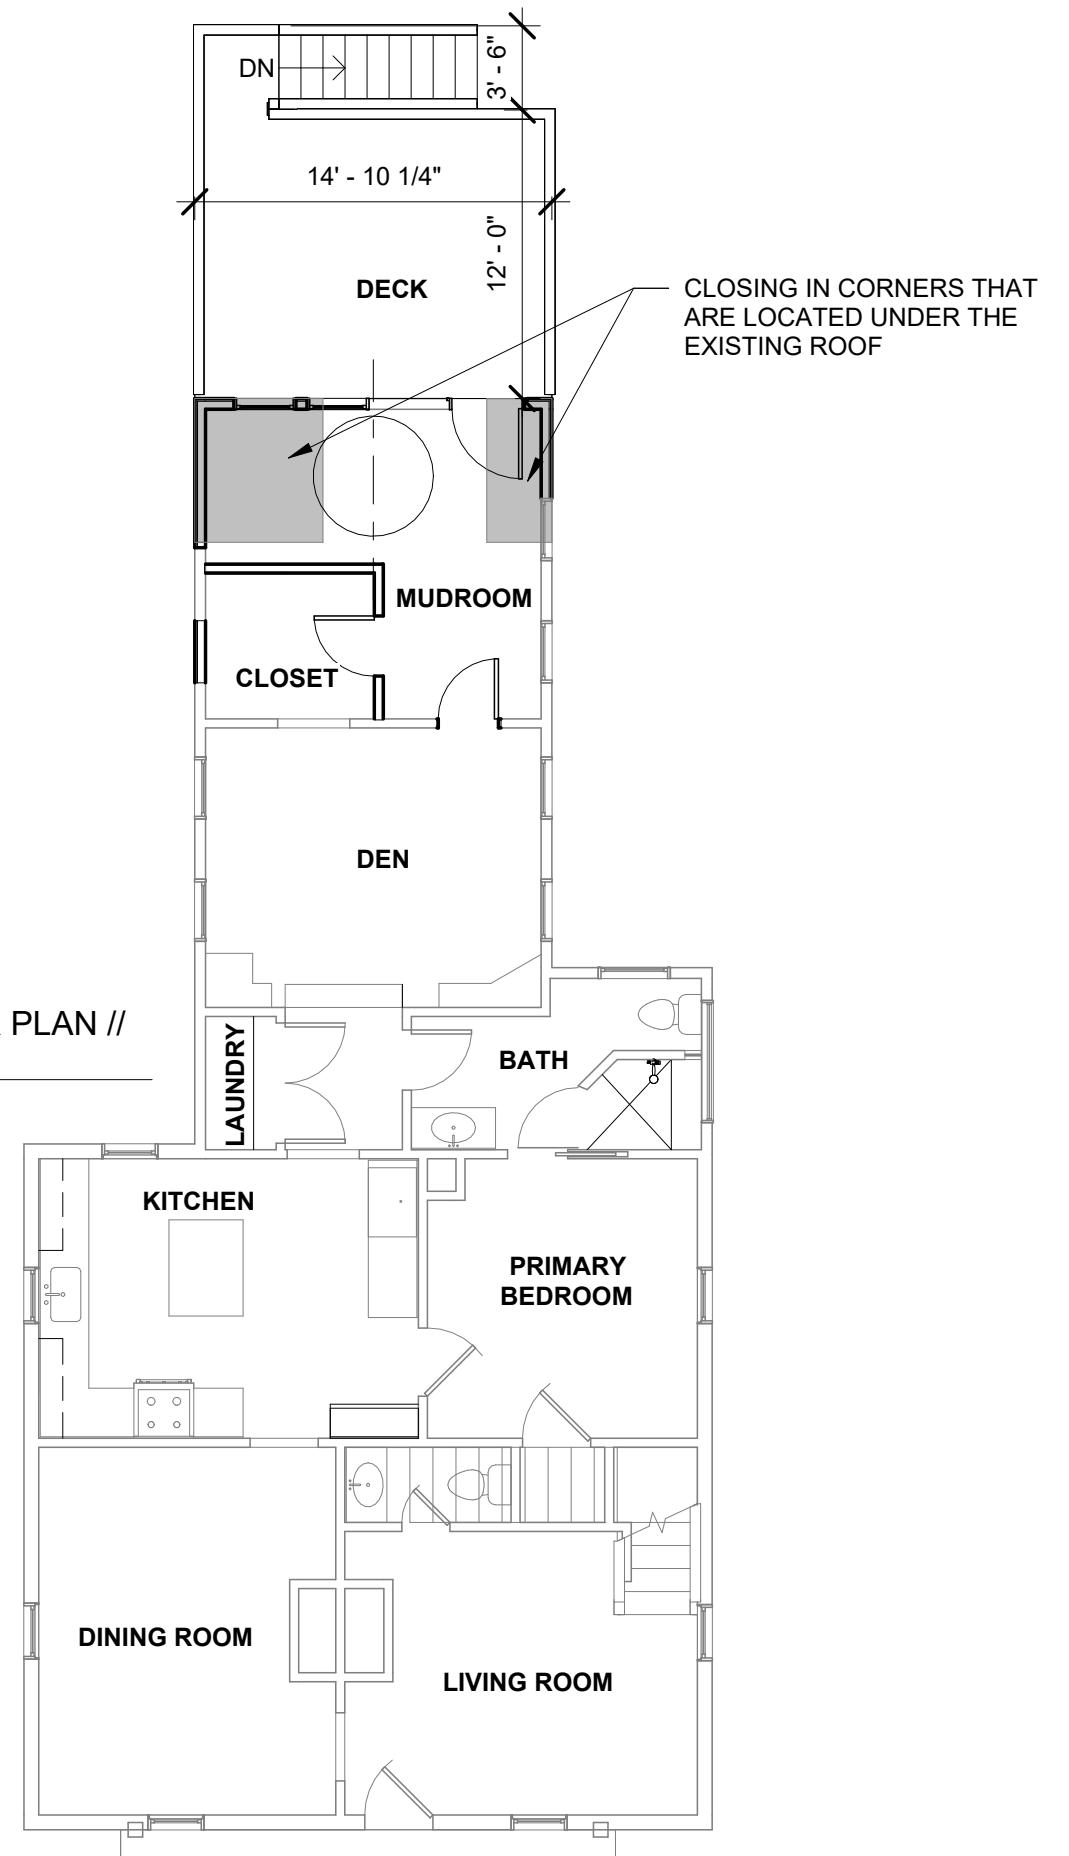 DN
3' - 6"
14' - 10 1/4"
12' - 0"
DECK
CLOSING IN CORNERS THAT
ARE LOCATED UNDER THE
EXISTING ROOF
MUDROOM
CLOSET
DEN
PLAN //
LAUNDRY
BATH
KITCHEN
PRIMARY
BEDROOM
DINING ROOM
LIVING ROOM